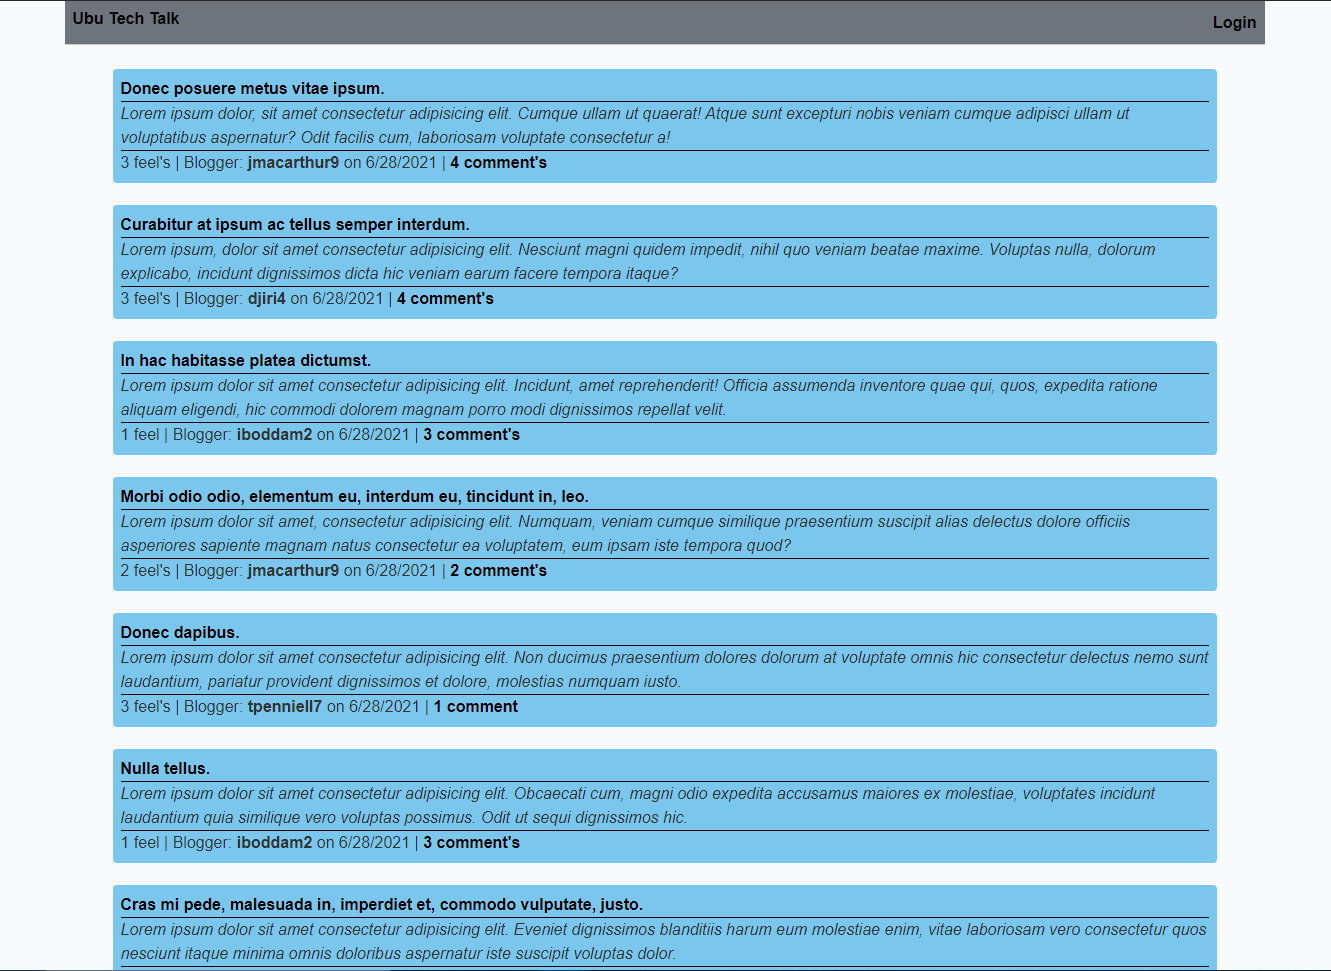 Ubu Tech Talk
Login
Donec posuere metus vitae ipsum.
Lorem ipsum dolor, sit amet consectetur adipisicing elit. Cumque ullam ut quaerat! Atque sunt excepturi nobis veniam cumque adipisci ullam ut
voluptatibus aspernatur? Odit facilis cum, laboriosam voluptate consectetur a!
3 feel's | Blogger: jmacarthur9 on 6/28/2021 | 4 comment's
Curabitur at ipsum ac tellus semper interdum.
Lorem ipsum, dolor sit amet consectetur adipisicing elit. Nesciunt magni quidem impedit, nihil quo veniam beatae maxime. Voluptas nulla, dolorum
explicabo, incidunt dignissimos dicta hic veniam earum facere tempora itaque?
3 feel's | Blogger: djiri4 on 6/28/2021 | 4 comment's
In hac habitasse platea dictumst.
Lorem ipsum dolor sit amet consectetur adipisicing elit. Incidunt, amet reprehenderit! Officia assumenda inventore quae qui, quos, expedita ratione
aliquam eligendi, hic commodi dolorem magnam porro modi dignissimos repellat velit.
1 feel | Blogger: iboddam2 on 6/28/2021 | 3 comment's
Morbi odio odio, elementum eu, interdum eu, tincidunt in, leo.
Lorem ipsum dolor sit amet, consectetur adipisicing elit. Numquam, veniam cumque similique praesentium suscipit alias delectus dolore officiis
asperiores sapiente magnam natus consectetur ea voluptatem, eum ipsam iste tempora quod?
2 feel's | Blogger: jmacarthur9 on 6/28/2021 | 2 comment's
Donec dapibus.
Lorem ipsum dolor sit amet consectetur adipisicing elit. Non ducimus praesentium dolores dolorum at voluptate omnis hic consectetur delectus nemo sunt
laudantium, pariatur provident dignissimos et dolore, molestias numquam iusto.
3 feel's | Blogger: tpenniell7 on 6/28/2021 | 1 comment
Nulla tellus.
Lorem ipsum dolor sit amet consectetur adipisicing elit. Obcaecati cum, magni odio expedita accusamus maiores ex molestiae, voluptates incidunt
laudantium quia similique vero voluptas possimus. Odit ut sequi dignissimos hic.
1 feel | Blogger: iboddam2 on 6/28/2021 | 3 comment's
Cras mi pede, malesuada in, imperdiet et, commodo vulputate, justo.
Lorem ipsum dolor sit amet consectetur adipisicing elit. Eveniet dignissimos blanditiis harum eum molestiae enim, vitae laboriosam vero consectetur quos
nesciunt itaque minima omnis doloribus aspernatur iste suscipit voluptas dolor.